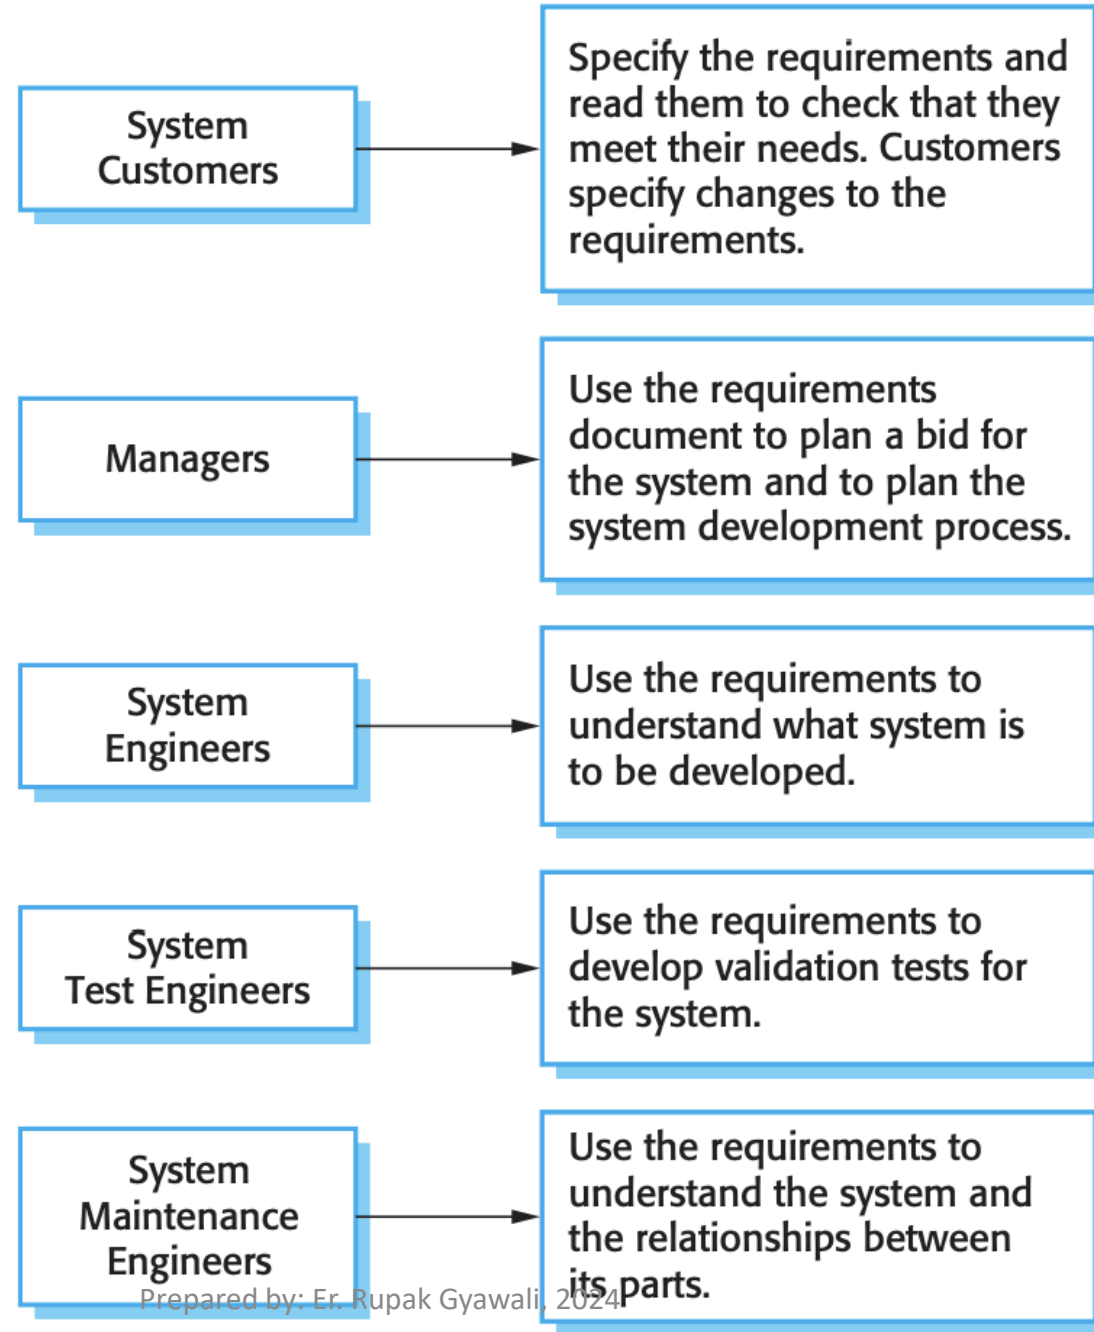 System
Customers
Specify the requirements and
read them to check that they
meet their needs. Customers
specify changes to the
requirements.
Managers
Use the requirements
document to plan a bid for
the system and to plan the
system development process.
System
Engineers
Use the requirements to
understand what system is
to be developed.
System
Test Engineers
Use the requirements to
develop validation tests for
the system.
System
Maintenance
Engineers
Use the requirements to
understand the system and
the relationships between
its parts.
Prepared by: Er. Rupak Gyawali, 2024